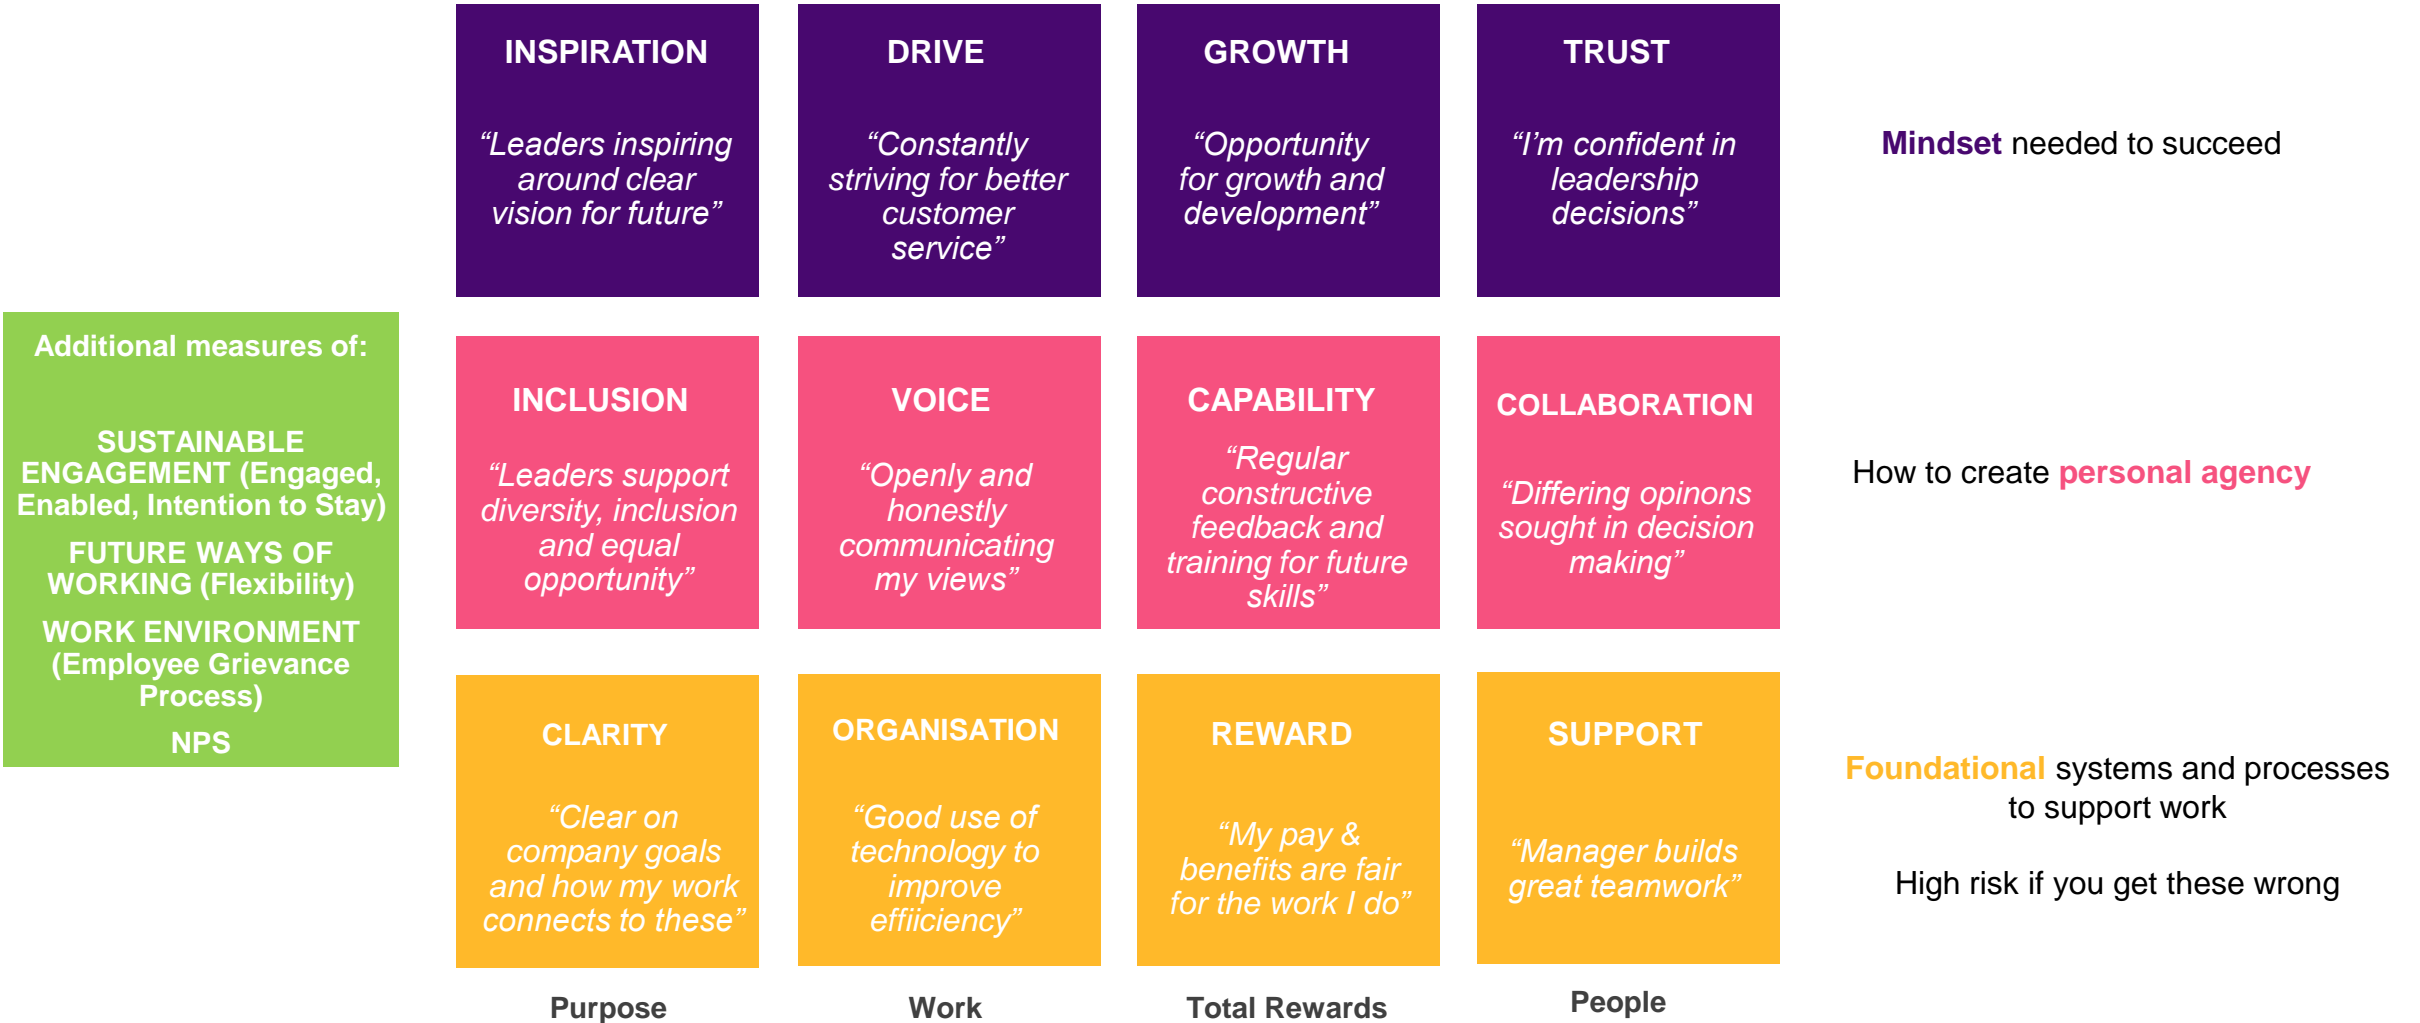 INSPIRATION
“Leaders inspiring
around clear
vision for future”
DRIVE
“Constantly
striving for better
customer
service”
GROWTH
“Opportunity
for growth and
development”
TRUST
“I’m confident in
leadership
decisions”
Mindset needed to succeed
Additional measures of:
SUSTAINABLE
ENGAGEMENT (Engaged,
Enabled, Intention to Stay)
FUTURE WAYS OF
WORKING (Flexibility)
WORK ENVIRONMENT
(Employee Grievance
Process)
NPS
INCLUSION
“Leaders support
diversity, inclusion
and equal
opportunity”
VOICE
“Openly and
honestly
communicating
my views”
CAPABILITY
“Regular
constructive
feedback and
training for future
skills”
COLLABORATION
“Differing opinons
sought in decision
making”
How to create personal agency
CLARITY
“Clear on
company goals
and how my work
connects to these”
ORGANISATION
“Good use of
technology to
improve
effiiciency”
REWARD
“My pay &
benefits are fair
for the work I do”
SUPPORT
“Manager builds
great teamwork”
Foundational systems and processes
to support work
High risk if you get these wrong
Purpose
Work
Total Rewards
People